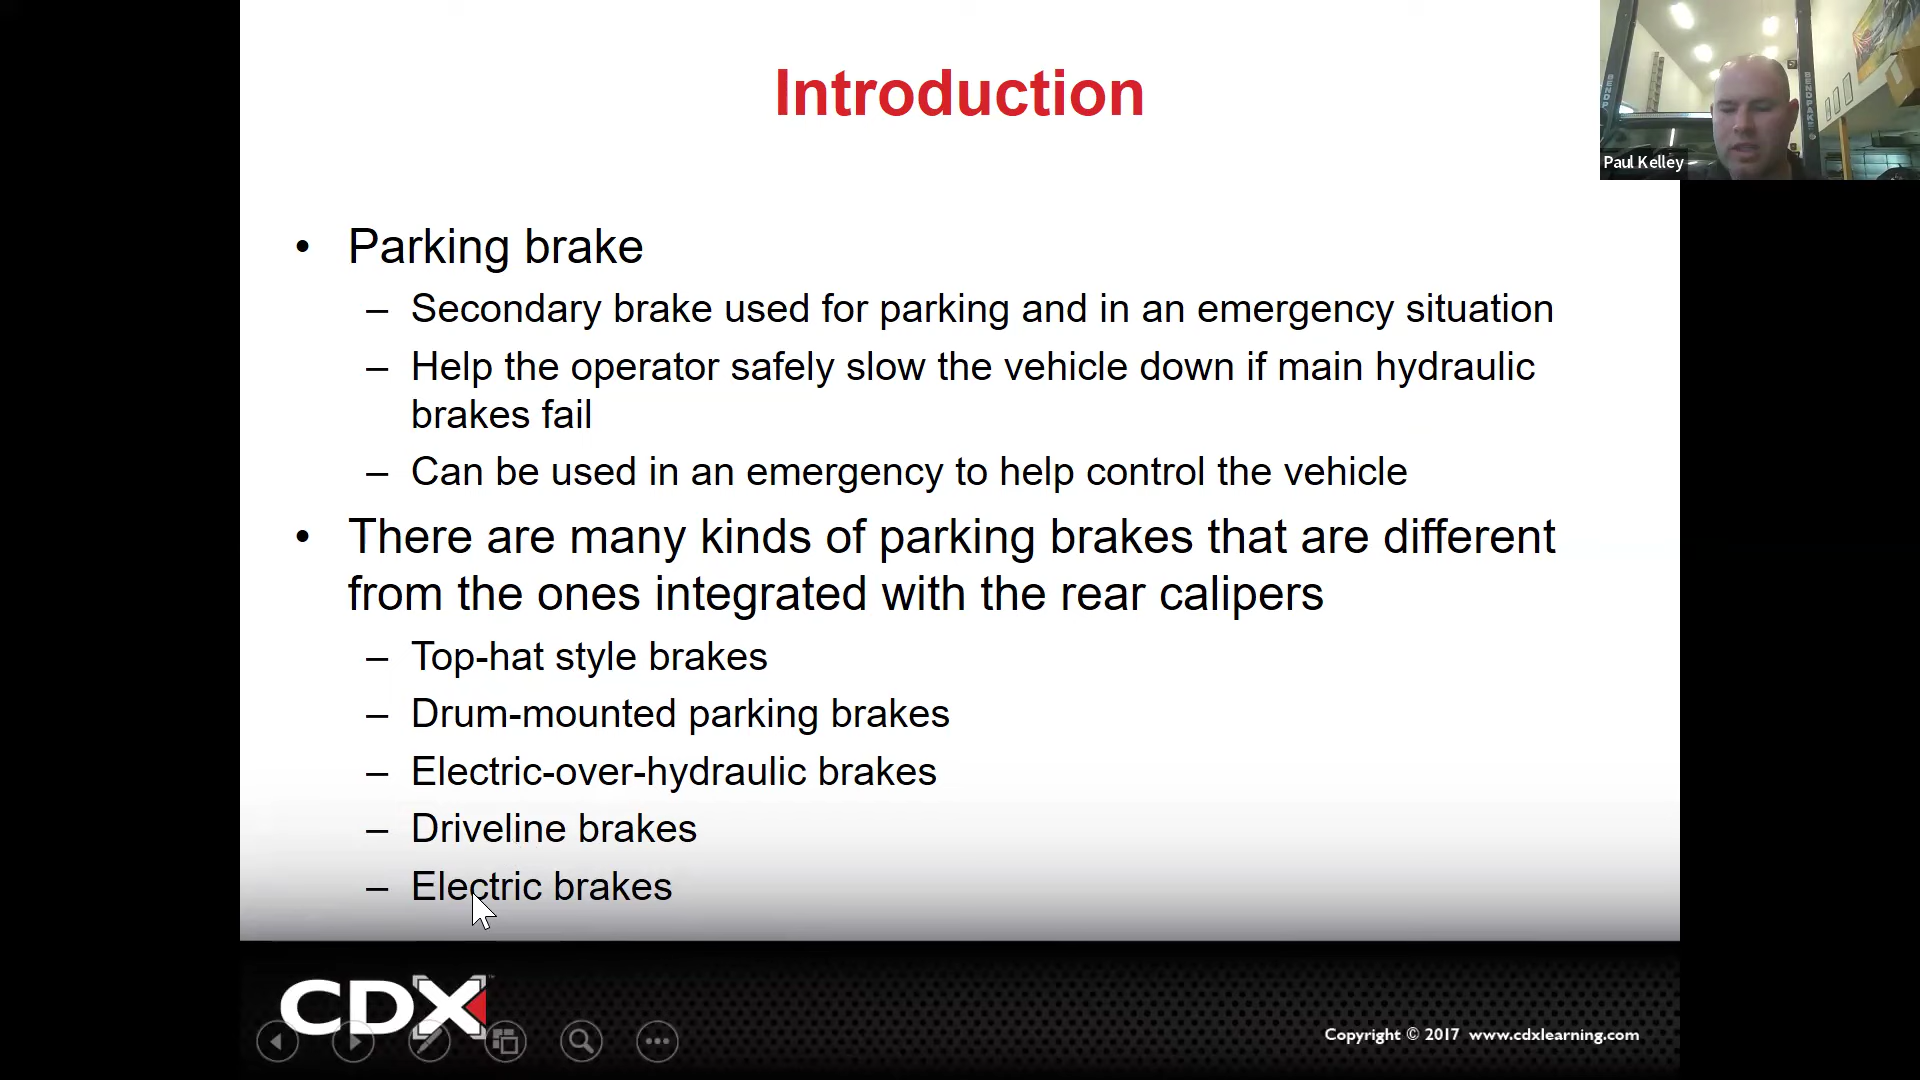 Introduction
Paul Kelley
BENDPAK
BENDPAK
• Parking brake
– Secondary brake used for parking and in an emergency situation
– Help the operator safely slow the vehicle down if main hydraulic
brakes fail
– Can be used in an emergency to help control the vehicle
• There are many kinds of parking brakes that are different
from the ones integrated with the rear calipers
– Top-hat style brakes
– Drum-mounted parking brakes
– Electric-over-hydraulic brakes
– Driveline brakes
– Electric brakes
CDX™
Copyright © 2017 www.cdxlearning.com